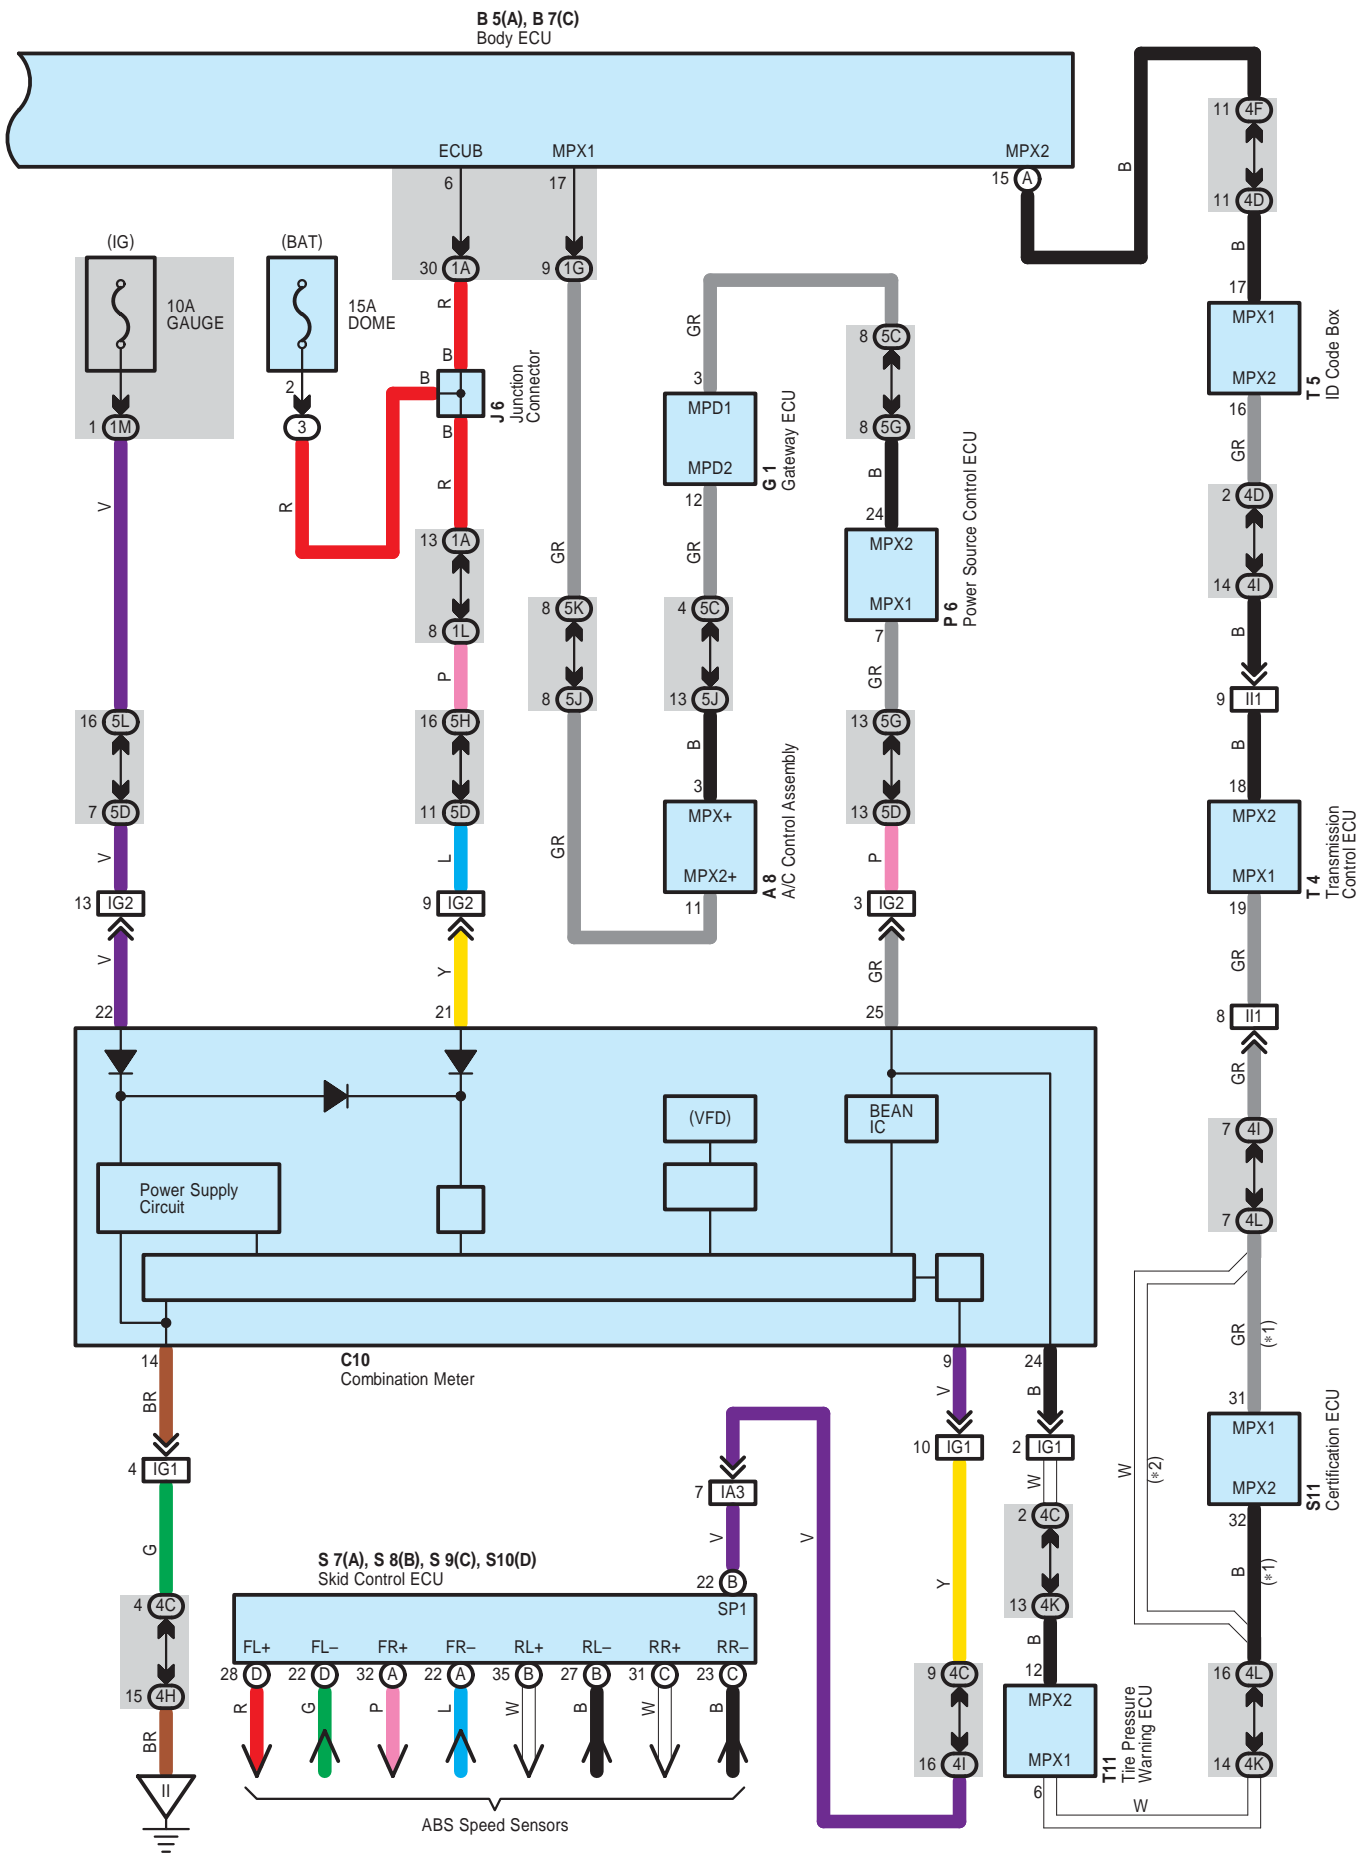 B 5(A), B 7(C)
Body ECU
ECUB
MPX1
MPX2
6
17
15 A
B
11 4F
11 4D
B
17
MPX1
MPX2
T 5
ID Code Box
16
GR
2 4D
14 4I
B
9 II1
B
18
MPX2
MPX1
T 4
Transmission
Control ECU
19
GR
8 II1
GR
7 4I
7 4L
GR
(*1)
W
(*2)
31
MPX1
MPX2
S11
Certification ECU
32
B
(*1)
16 4L
14 4K
(IG)
10A
GAUGE
1 1M
V
16 5L
7 5D
V
13 IG2
V
22
(BAT)
15A
DOME
2
3
R
30 1A
R
B
B
B
J 6
Junction
Connector
R
13 1A
8 1L
P
16 5H
11 5D
L
9 IG2
Y
21
9 1G
GR
8 5K
8 5J
GR
GR
3
MPD1
MPD2
G 1
Gateway ECU
12
GR
4 5C
13 5J
B
3
MPX+
MPX2+
A 8
A/C Control Assembly
11
8 5C
8 5G
B
24
MPX2
MPX1
P 6
Power Source Control ECU
7
GR
13 5G
13 5D
P
3 IG2
GR
25
(VFD)
BEAN
IC
Power Supply
Circuit
C10
Combination Meter
14
BR
4 IG1
G
4 4C
15 4H
BR
II
9
V
10 IG1
Y
9 4C
16 4I
V
7 IA3
V
24
B
2 IG1
W
2 4C
13 4K
B
12
MPX2
MPX1
T11
Tire Pressure
Warning ECU
6
W
S 7(A), S 8(B), S 9(C), S10(D)
Skid Control ECU
22 B
SP1
FL+ FL– FR+ FR– RL+ RL– RR+ RR–
28 D 22 D 32 A 22 A 35 B 27 B 31 C 23 C
R G P L W B W B
ABS Speed Sensors